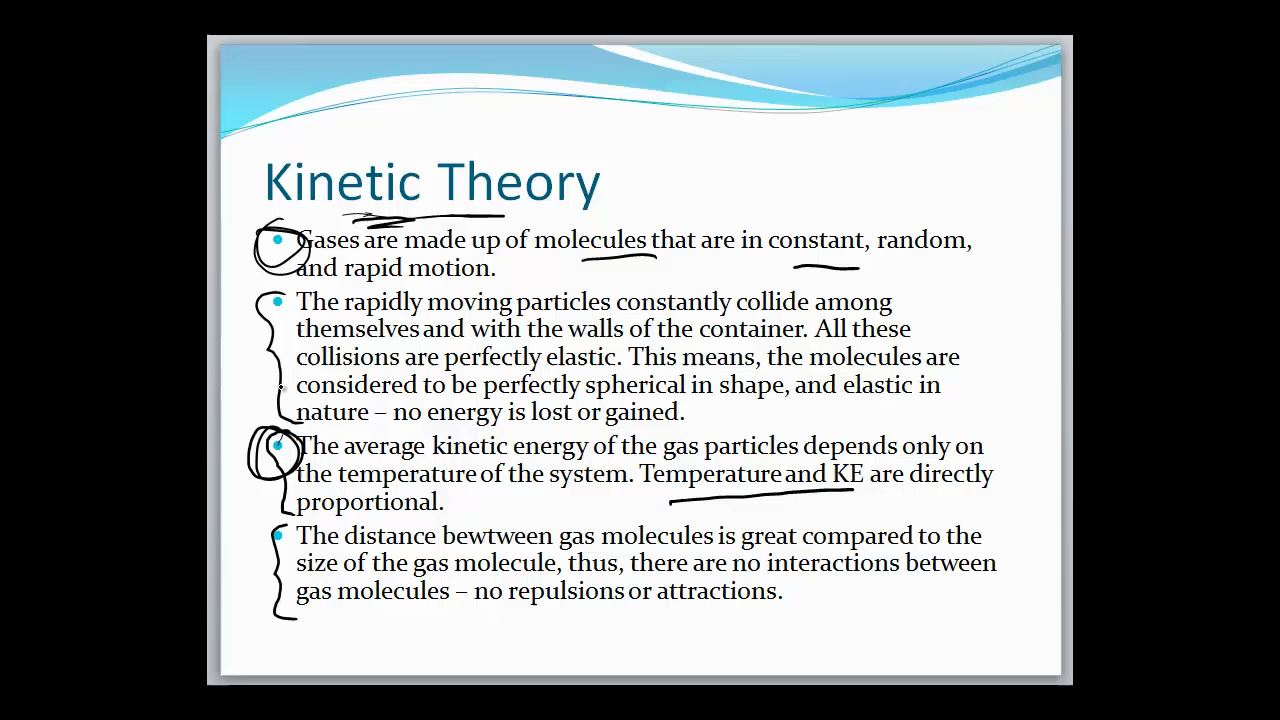 Kinetic Theory
Gases are made up of molecules that are in constant, random,
and rapid motion.
The rapidly moving particles constantly collide among
themselves and with the walls of the container. All these
collisions are perfectly elastic. This means, the molecules are
considered to be perfectly spherical in shape, and elastic in
nature – no energy is lost or gained.
The average kinetic energy of the gas particles depends only on
the temperature of the system. Temperature and KE are directly
proportional.
The distance bewtween gas molecules is great compared to the
size of the gas molecule, thus, there are no interactions between
gas molecules – no repulsions or attractions.